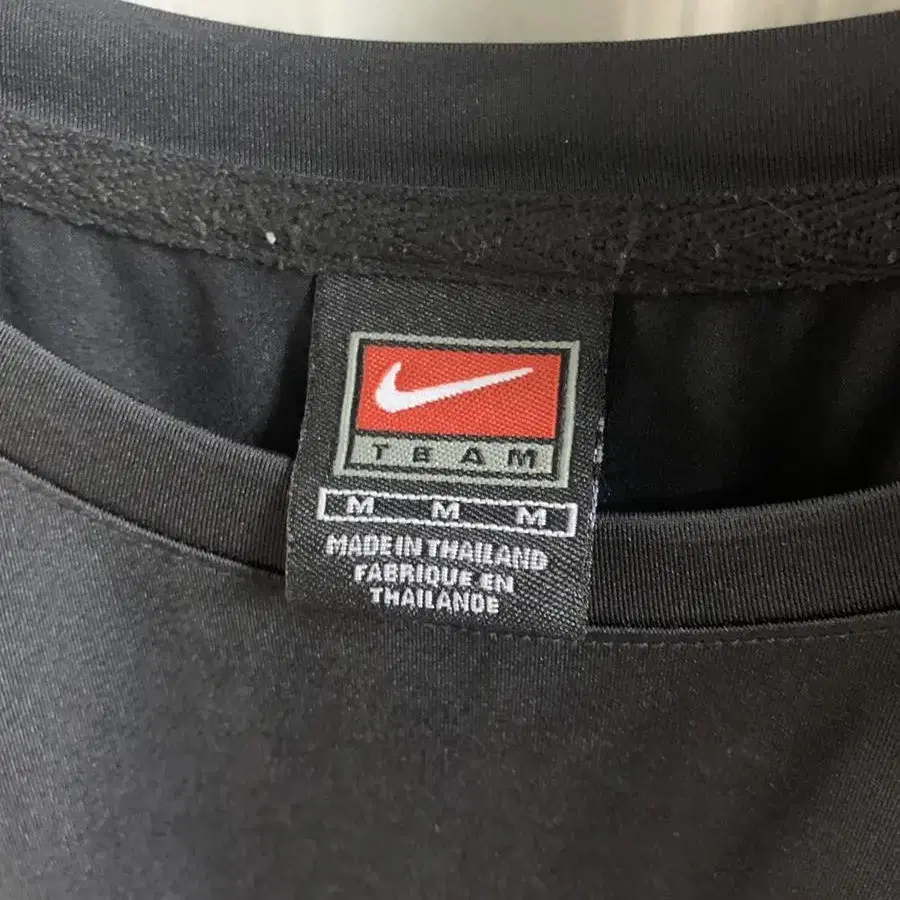 TEAM
M M M
MADE IN THAILAND
FABRIQUE EN
THAILANDE